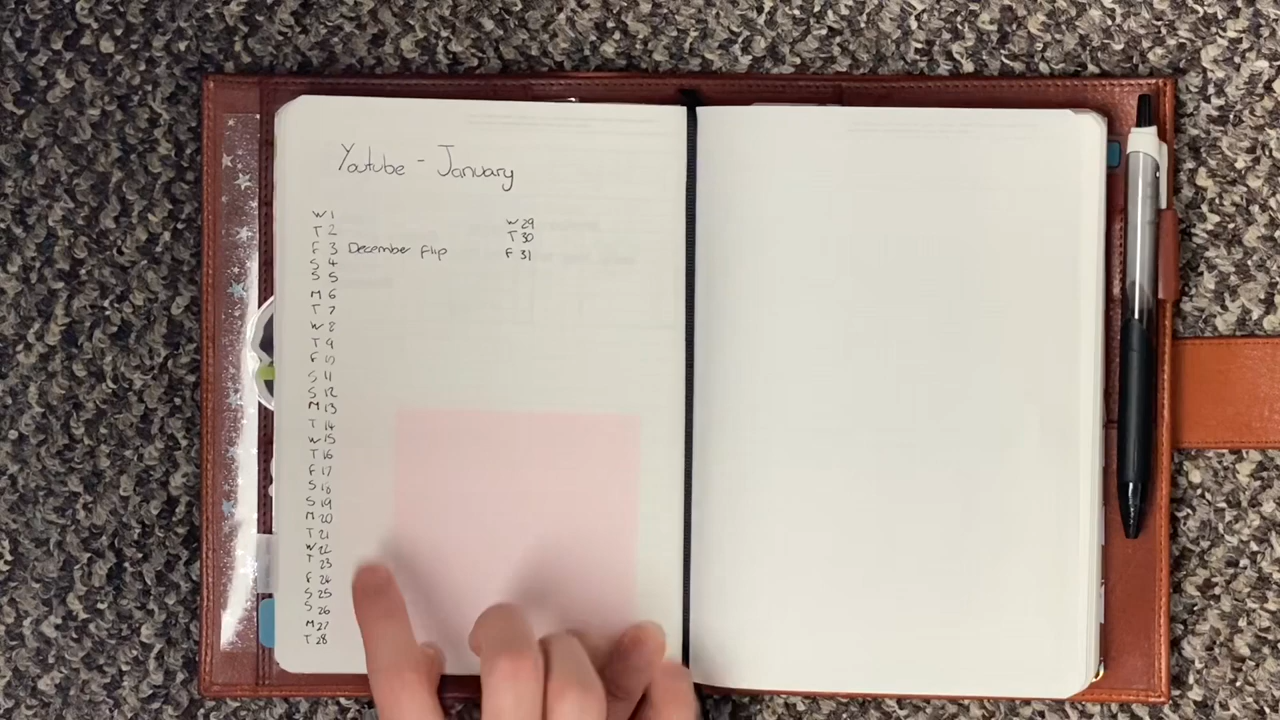 Youtube - January
W 1
T 2
F 3 December flip
S 4
S 5
M 6
T 7
W 8
T 9
F 10
S 11
S 12
M 13
T 14
W 15
T 16
F 17
S 18
S 19
M 20
T 21
W 22
T 23
F 24
S 25
S 26
M 27
T 28
W 29
T 30
F 31